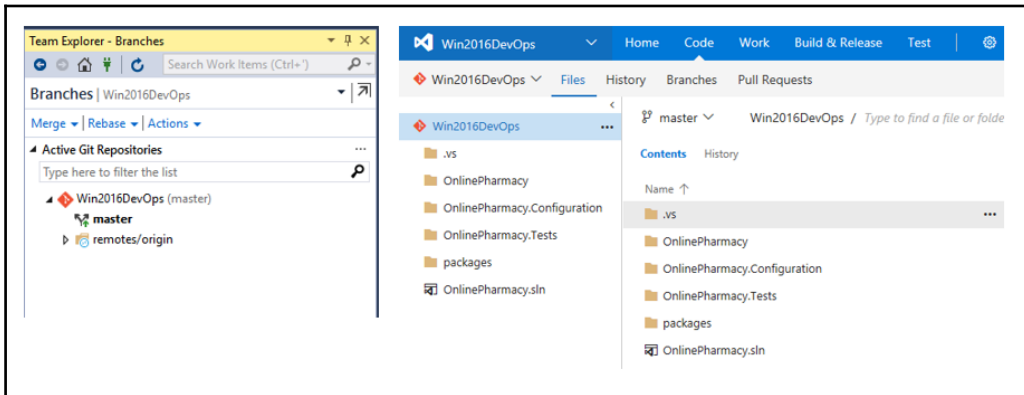 Team Explorer - Branches
Search Work Items (Ctrl+')
Branches | Win2016DevOps
Merge | Rebase | Actions
Active Git Repositories
Type here to filter the list
Win2016DevOps (master)
master
remotes/origin
Win2016DevOps Home Code Work Build & Release Test
Win2016DevOps Files History Branches Pull Requests
Win2016DevOps
.vs
OnlinePharmacy
OnlinePharmacy.Configuration
OnlinePharmacy.Tests
packages
OnlinePharmacy.sln
master Win2016DevOps / Type to find a file or folde
Contents History
Name ↑
.vs
OnlinePharmacy
OnlinePharmacy.Configuration
OnlinePharmacy.Tests
packages
OnlinePharmacy.sln